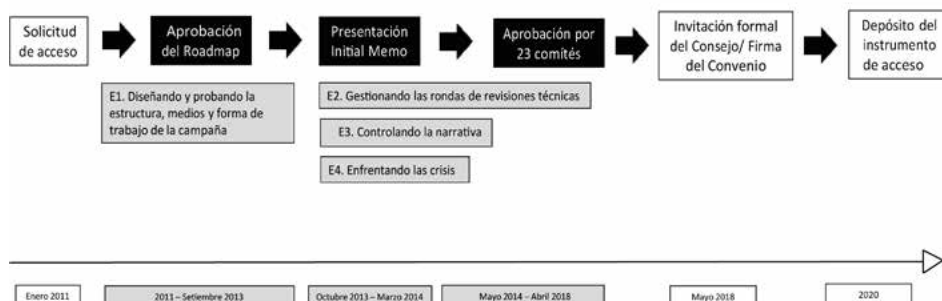 Solicitud
de acceso
Aprobación
del Roadmap
Presentación
Initial Memo
Aprobación por
23 comités
Invitación formal
del Consejo/ Firma
del Convenio
Depósito del
instrumento
de acceso
E1. Diseñando y probando la
estructura, medios y forma de
trabajo de la campaña
E2. Gestionando las rondas de revisiones técnicas
E3. Controlando la narrativa
E4. Enfrentando las crisis
Enero 2011
2011 – Setiembre 2013
Octubre 2013 – Marzo 2014
Mayo 2014 – Abril 2018
Mayo 2018
2020